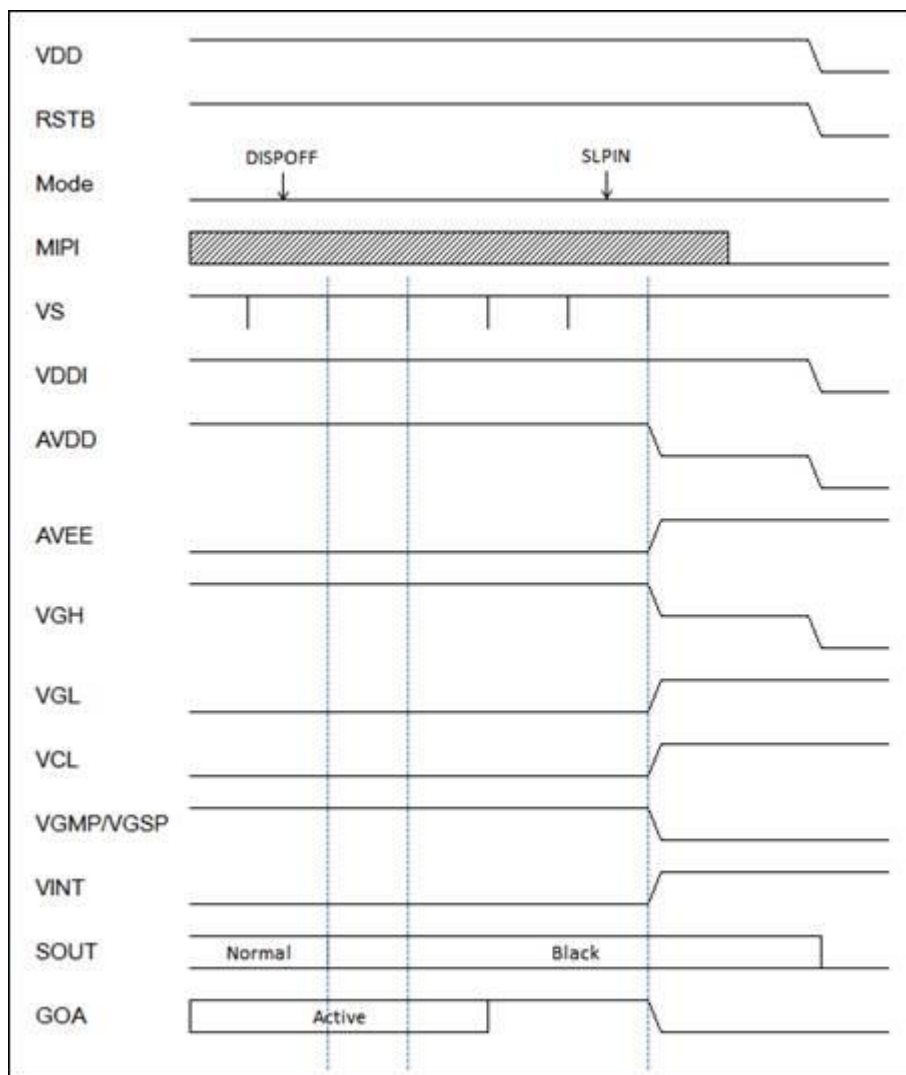 VDD
RSTB
DISPOFF SLPIN
Mode
MIPI
VS
VDDI
AVDD
AVEE
VGH
VGL
VCL
VGMP/VGSP
VINT
SOUT Normal Black
GOA Active